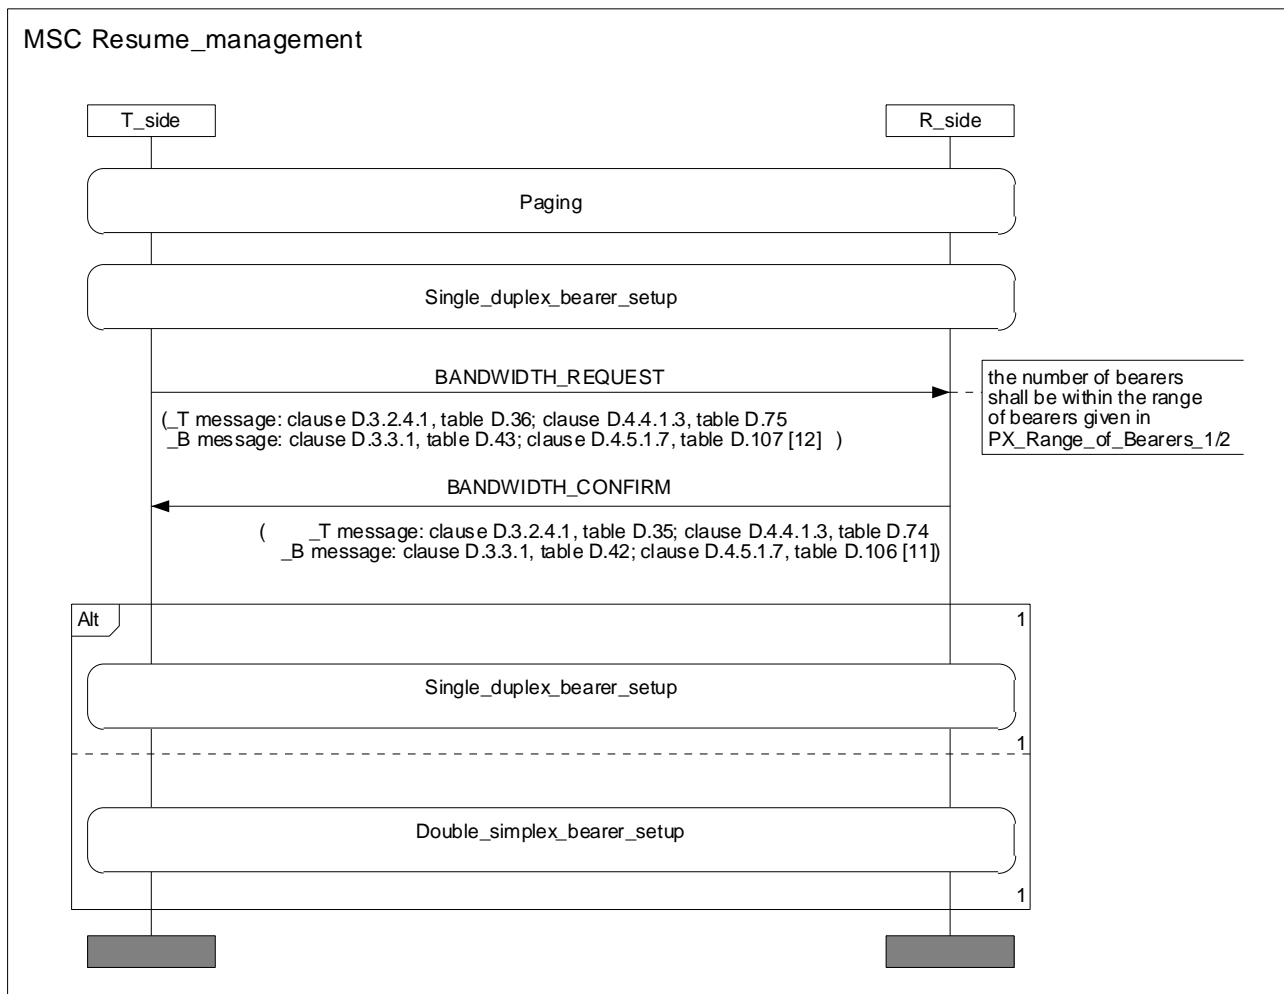 MSC Resume_management
T_side
R_side
Paging
Single_duplex_bearer_setup
BANDWIDTH_REQUEST
(_T message: clause D.3.2.4.1, table D.36; clause D.4.4.1.3, table D.75
_B message: clause D.3.3.1, table D.43; clause D.4.5.1.7, table D.107 [12] )
the number of bearers
shall be within the range
of bearers given in
PX_Range_of_Bearers_1/2
BANDWIDTH_CONFIRM
( _T message: clause D.3.2.4.1, table D.35; clause D.4.4.1.3, table D.74
_B message: clause D.3.3.1, table D.42; clause D.4.5.1.7, table D.106 [11])
Alt
1
Single_duplex_bearer_setup
1
Double_simplex_bearer_setup
1